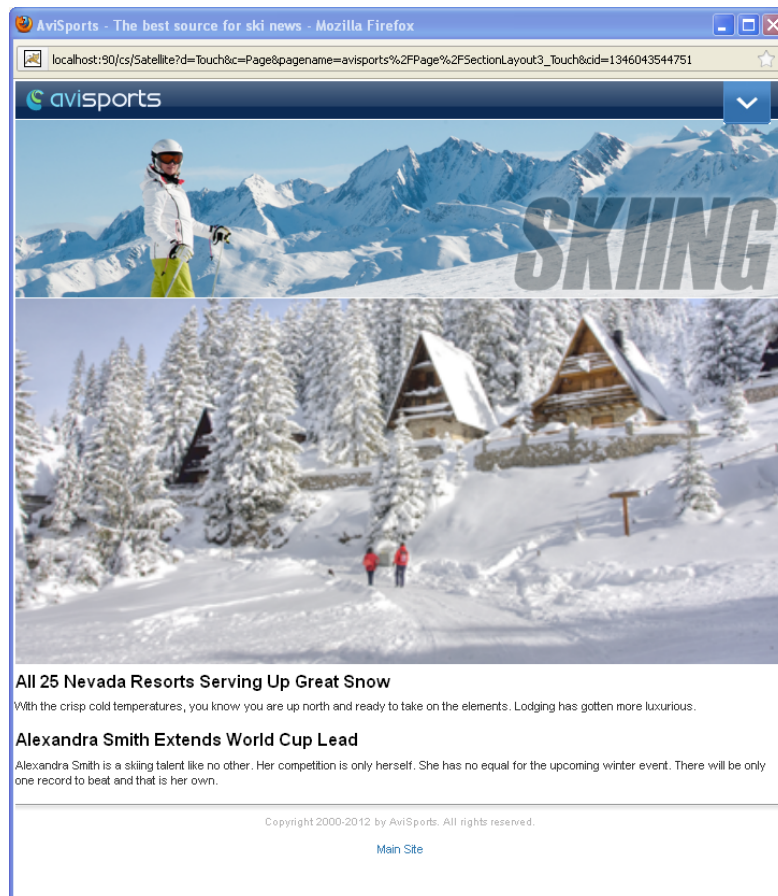 AviSports - The best source for ski news - Mozilla Firefox
localhost:90/cs/Satellite?d=Touch&c=Page&pagename=avisports%2FPage%2FSectionLayout3_Touch&cid=1346043544751
avisports
SKIING
All 25 Nevada Resorts Serving Up Great Snow
With the crisp cold temperatures, you know you are up north and ready to take on the elements. Lodging has gotten more luxurious.
Alexandra Smith Extends World Cup Lead
Alexandra Smith is a skiing talent like no other. Her competition is only herself. She has no equal for the upcoming winter event. There will be only
one record to beat and that is her own.
Copyright 2000-2012 by AviSports. All rights reserved.
Main Site